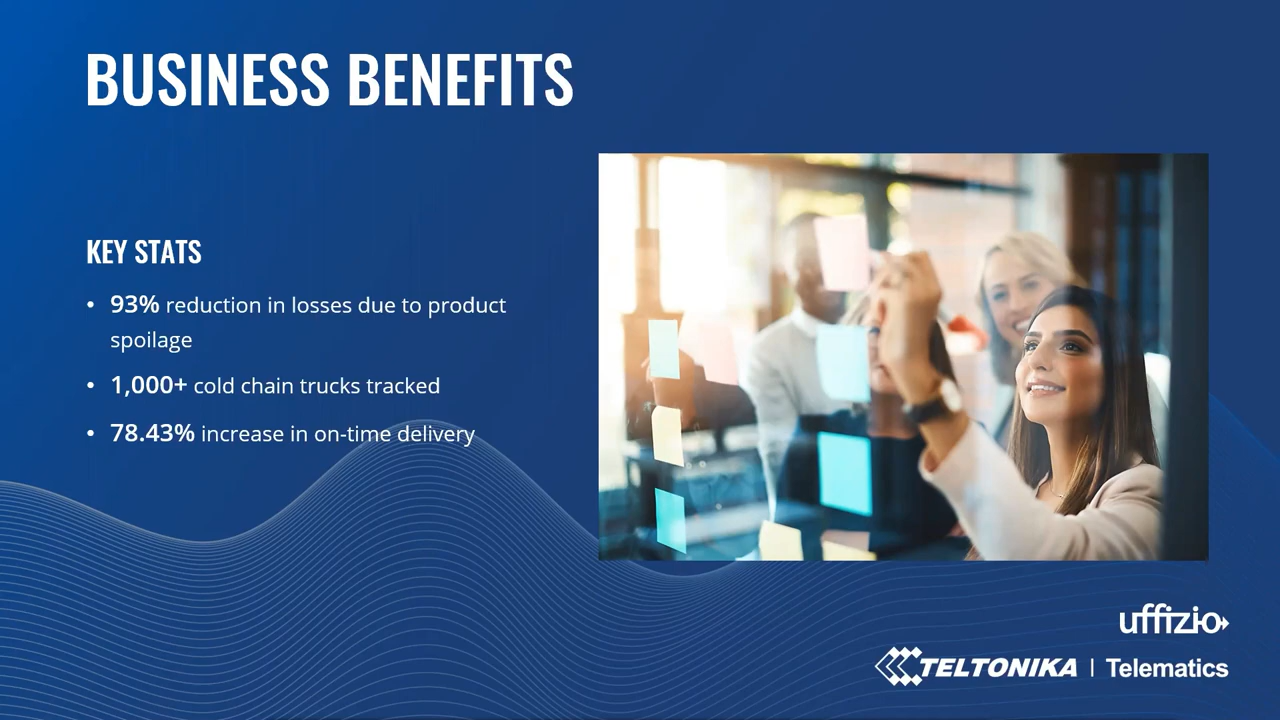 BUSINESS BENEFITS
KEY STATS
• 93% reduction in losses due to product
spoilage
• 1,000+ cold chain trucks tracked
• 78.43% increase in on-time delivery
uffizio
TELTONIKA | Telematics